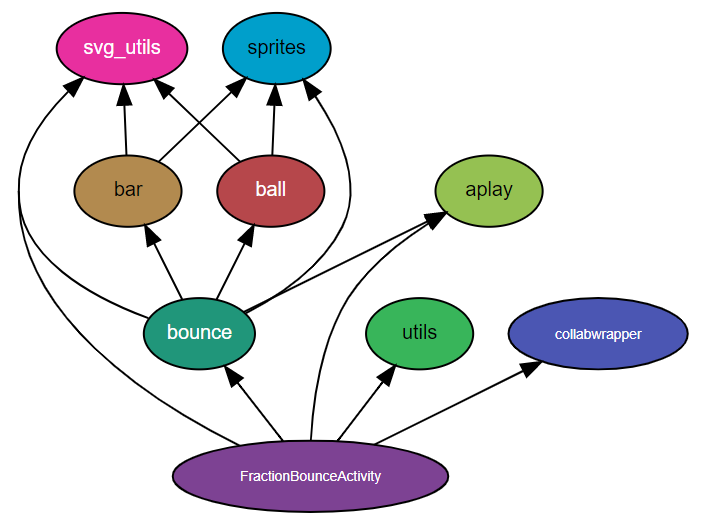 svg_utils
sprites
bar
ball
aplay
bounce
utils
collabwrapper
FractionBounceActivity